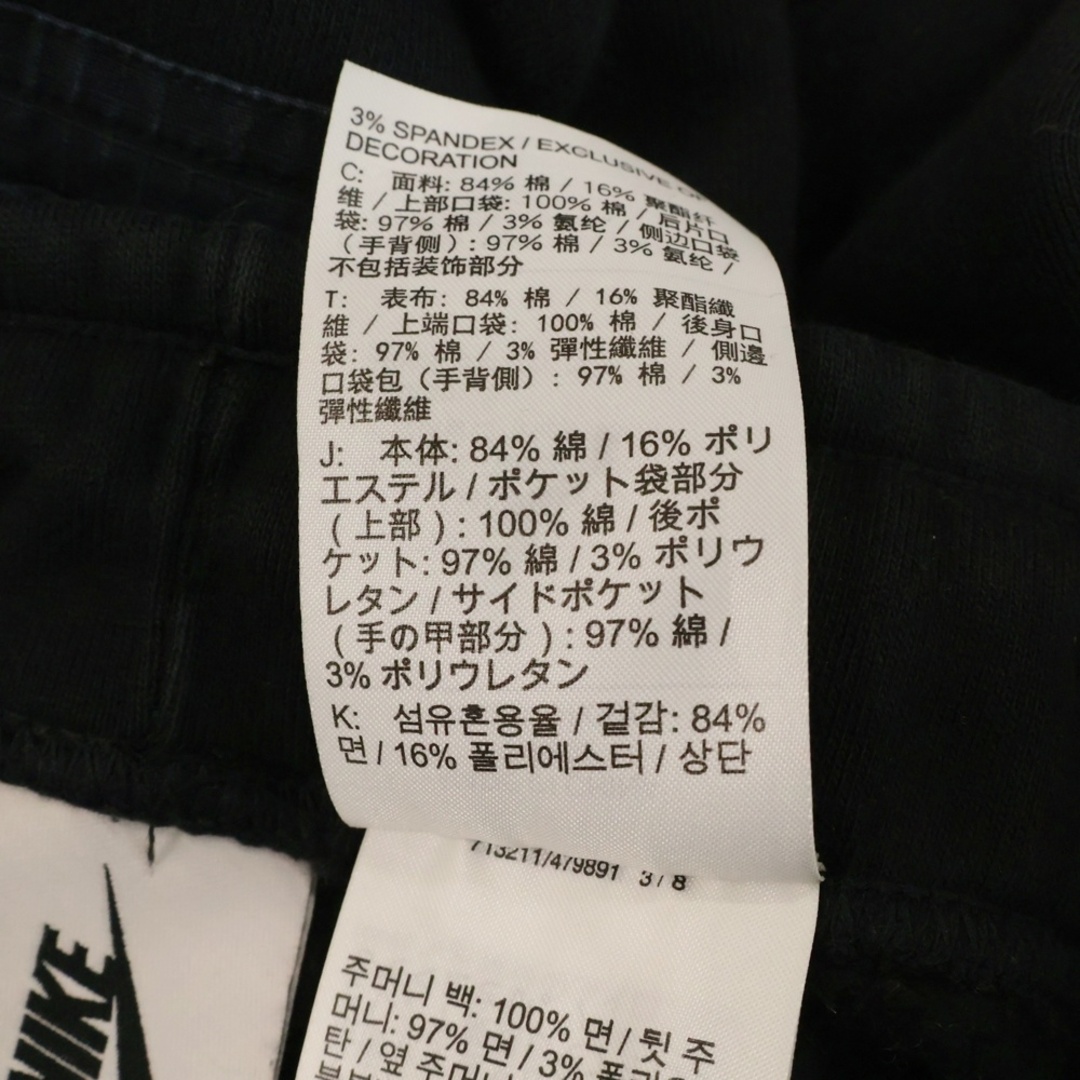 3% SPANDEX / EXCLUSIVE OF
DECORATION
C: 面料: 84% 棉 / 16% 聚酯纤
维 / 上部口袋: 100% 棉 / 后片口
袋: 97% 棉 / 3% 氨纶 / 侧边口袋
（手背侧）: 97% 棉 / 3% 氨纶 /
不包括装饰部分
T: 表布: 84% 棉 / 16% 聚酯纖
維 / 上端口袋: 100% 棉 / 後身口
袋: 97% 棉 / 3% 彈性纖維 / 側邊
口袋包（手背側）: 97% 棉 / 3%
彈性纖維
J: 本体: 84% 綿 / 16% ポリ
エステル / ポケット袋部分
( 上部 ) : 100% 綿 / 後ポ
ケット: 97% 綿 / 3% ポリウ
レタン / サイドポケット
( 手の甲部分 ) : 97% 綿 /
3% ポリウレタン
K: 섬유혼용율 / 겉감: 84%
면 / 16% 폴리에스터 / 상단
713211/479891 3 / 8
주머니 백: 100% 면 / 뒷 주
머니: 97% 면 / 3% 폴리
탄 / 옆 주머니
NIKE